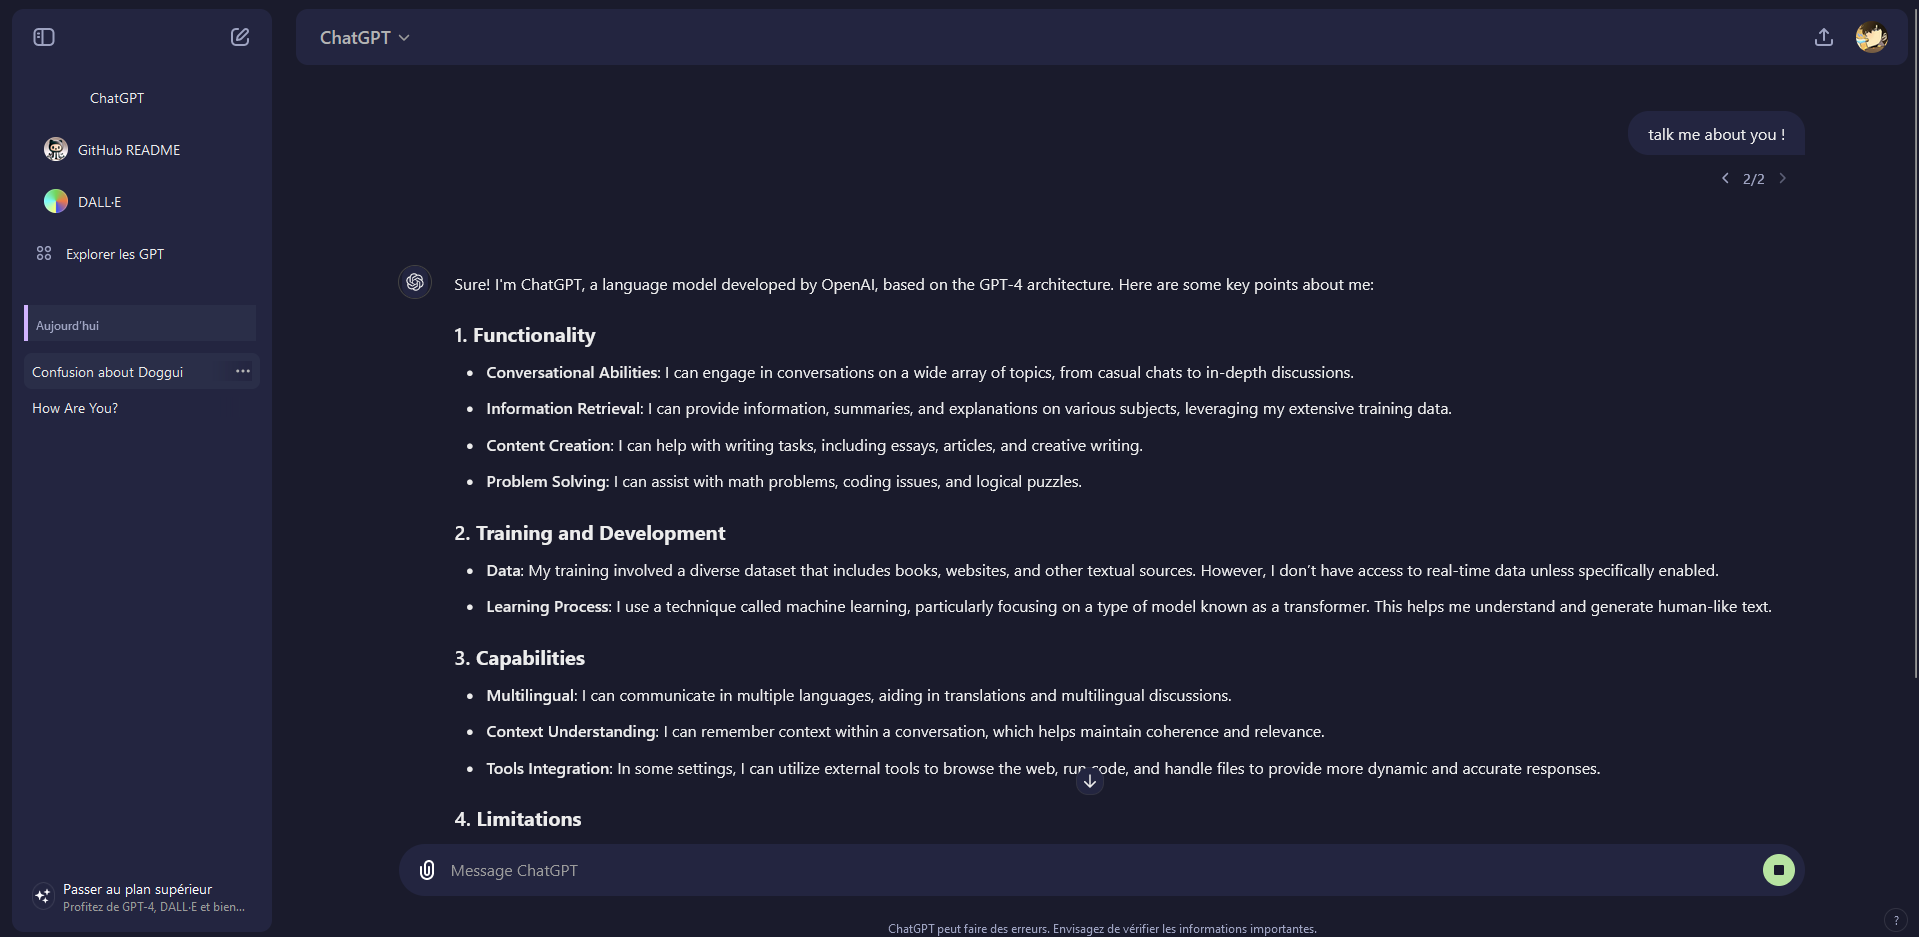 ChatGPT
GitHub README
DALL·E
Explorer les GPT
Aujourd'hui
Confusion about Doggui
How Are You?
Passer au plan supérieur
Profitez de GPT-4, DALL·E et bien...
ChatGPT
talk me about you !
2/2
Sure! I'm ChatGPT, a language model developed by OpenAI, based on the GPT-4 architecture. Here are some key points about me:
1. Functionality
• Conversational Abilities: I can engage in conversations on a wide array of topics, from casual chats to in-depth discussions.
• Information Retrieval: I can provide information, summaries, and explanations on various subjects, leveraging my extensive training data.
• Content Creation: I can help with writing tasks, including essays, articles, and creative writing.
• Problem Solving: I can assist with math problems, coding issues, and logical puzzles.
2. Training and Development
• Data: My training involved a diverse dataset that includes books, websites, and other textual sources. However, I don't have access to real-time data unless specifically enabled.
• Learning Process: I use a technique called machine learning, particularly focusing on a type of model known as a transformer. This helps me understand and generate human-like text.
3. Capabilities
• Multilingual: I can communicate in multiple languages, aiding in translations and multilingual discussions.
• Context Understanding: I can remember context within a conversation, which helps maintain coherence and relevance.
• Tools Integration: In some settings, I can utilize external tools to browse the web, run code, and handle files to provide more dynamic and accurate responses.
4. Limitations
Message ChatGPT
ChatGPT peut faire des erreurs. Envisagez de vérifier les informations importantes.
?